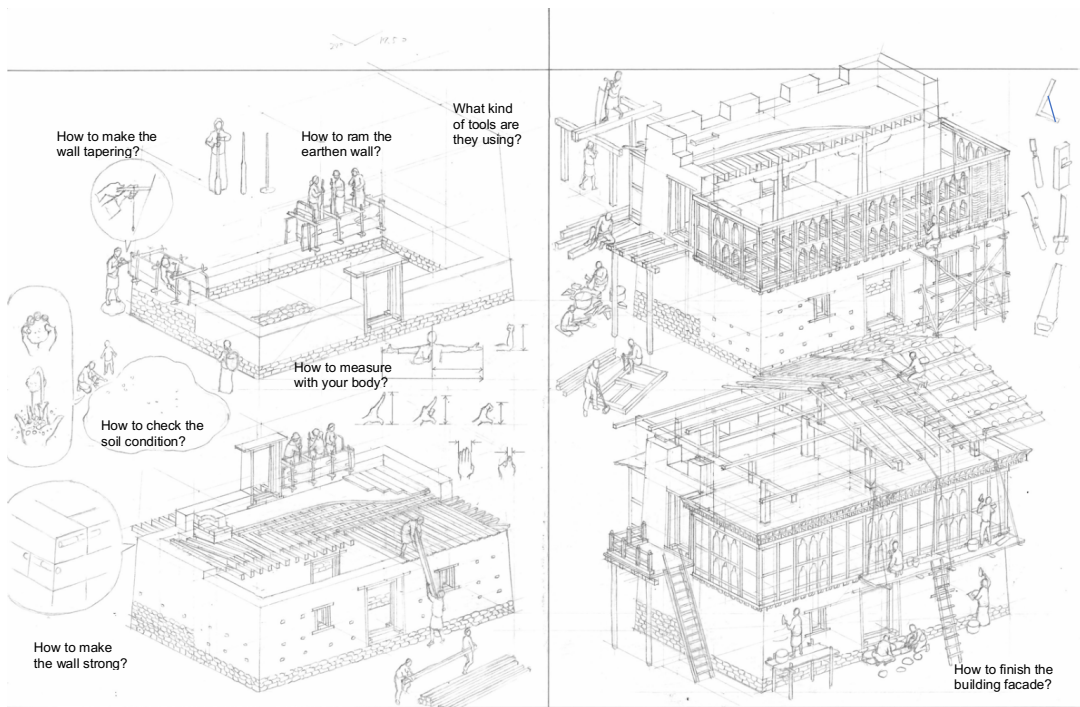 How to make the
wall tapering?
How to ram the
earthen wall?
What kind
of tools are
they using?
How to measure
with your body?
How to check the
soil condition?
How to make
the wall strong?
How to finish the
building facade?